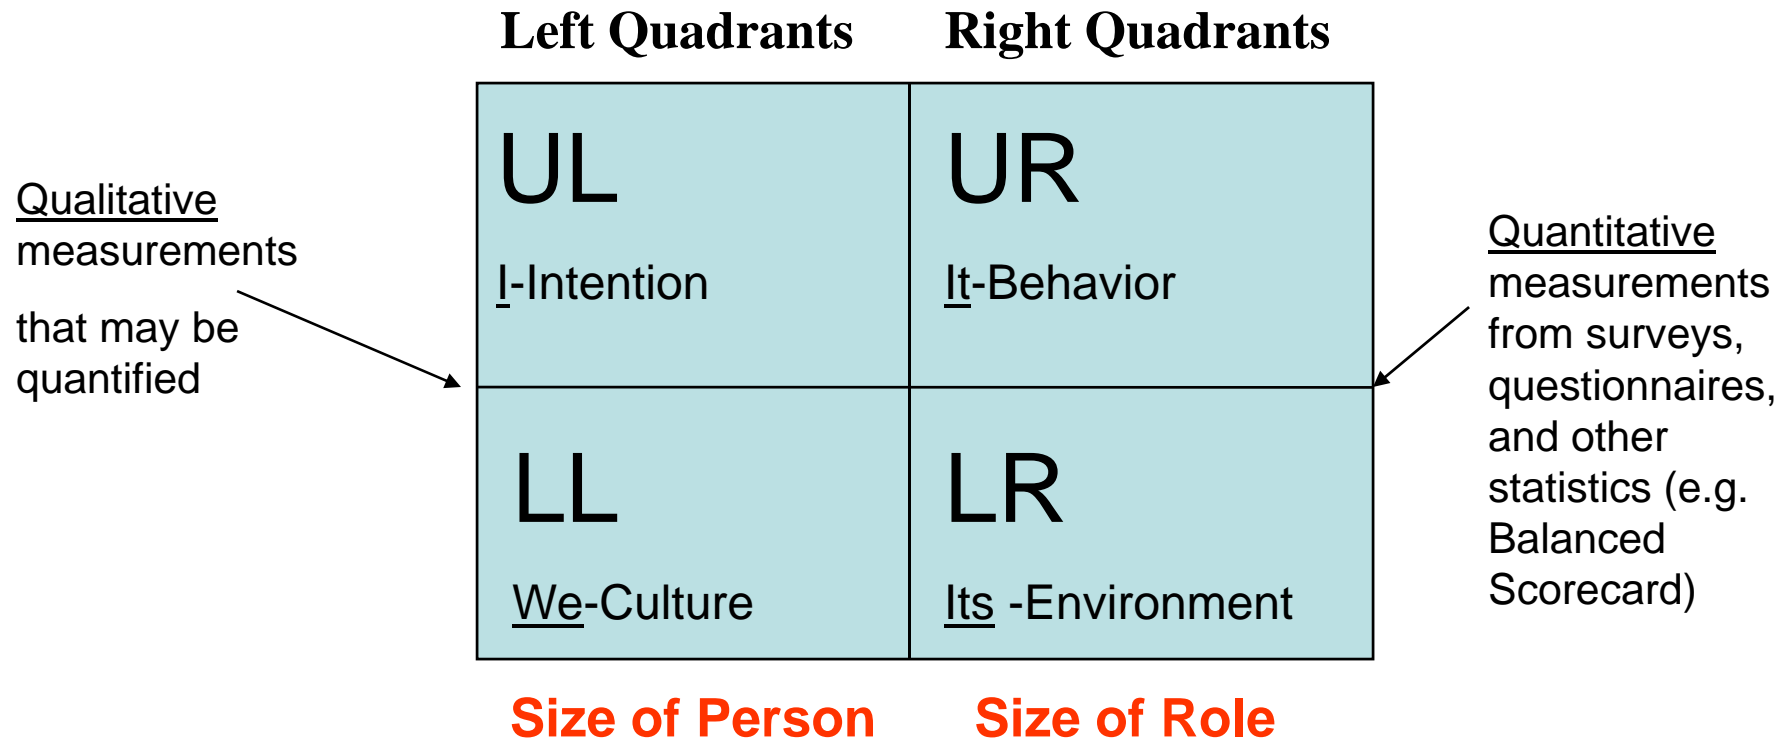 Left Quadrants
Right Quadrants
Qualitative
measurements
that may be
quantified
UL
I-Intention
UR
It-Behavior
LL
We-Culture
LR
Its -Environment
Quantitative
measurements
from surveys,
questionnaires,
and other
statistics (e.g.
Balanced
Scorecard)
Size of Person
Size of Role